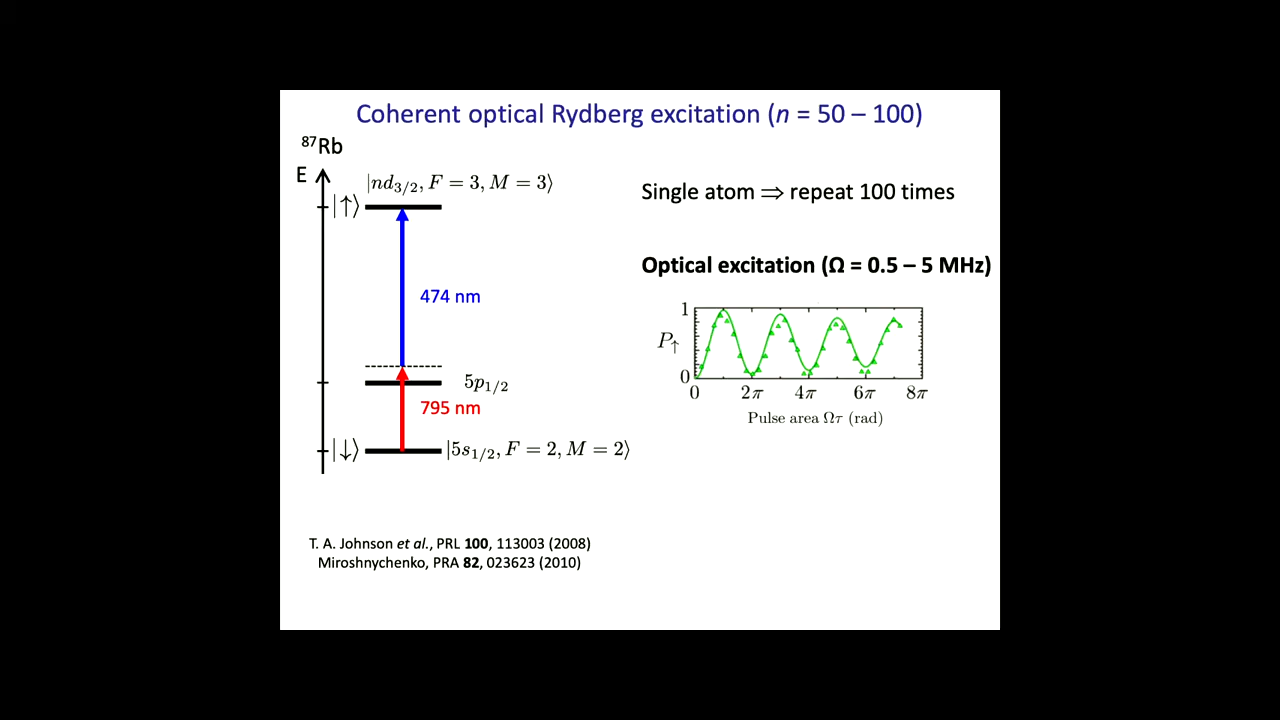 Coherent optical Rydberg excitation (n = 50 – 100)
⁸⁷Rb
E
|nd₃/₂, F = 3, M = 3⟩
|↑⟩
474 nm
5p₁/₂
795 nm
|↓⟩
|5s₁/₂, F = 2, M = 2⟩
Single atom ⇒ repeat 100 times
Optical excitation (Ω = 0.5 – 5 MHz)
1
P↑
0
0 2π 4π 6π 8π
Pulse area Ωτ (rad)
T. A. Johnson et al., PRL 100, 113003 (2008)
Miroshnychenko, PRA 82, 023623 (2010)